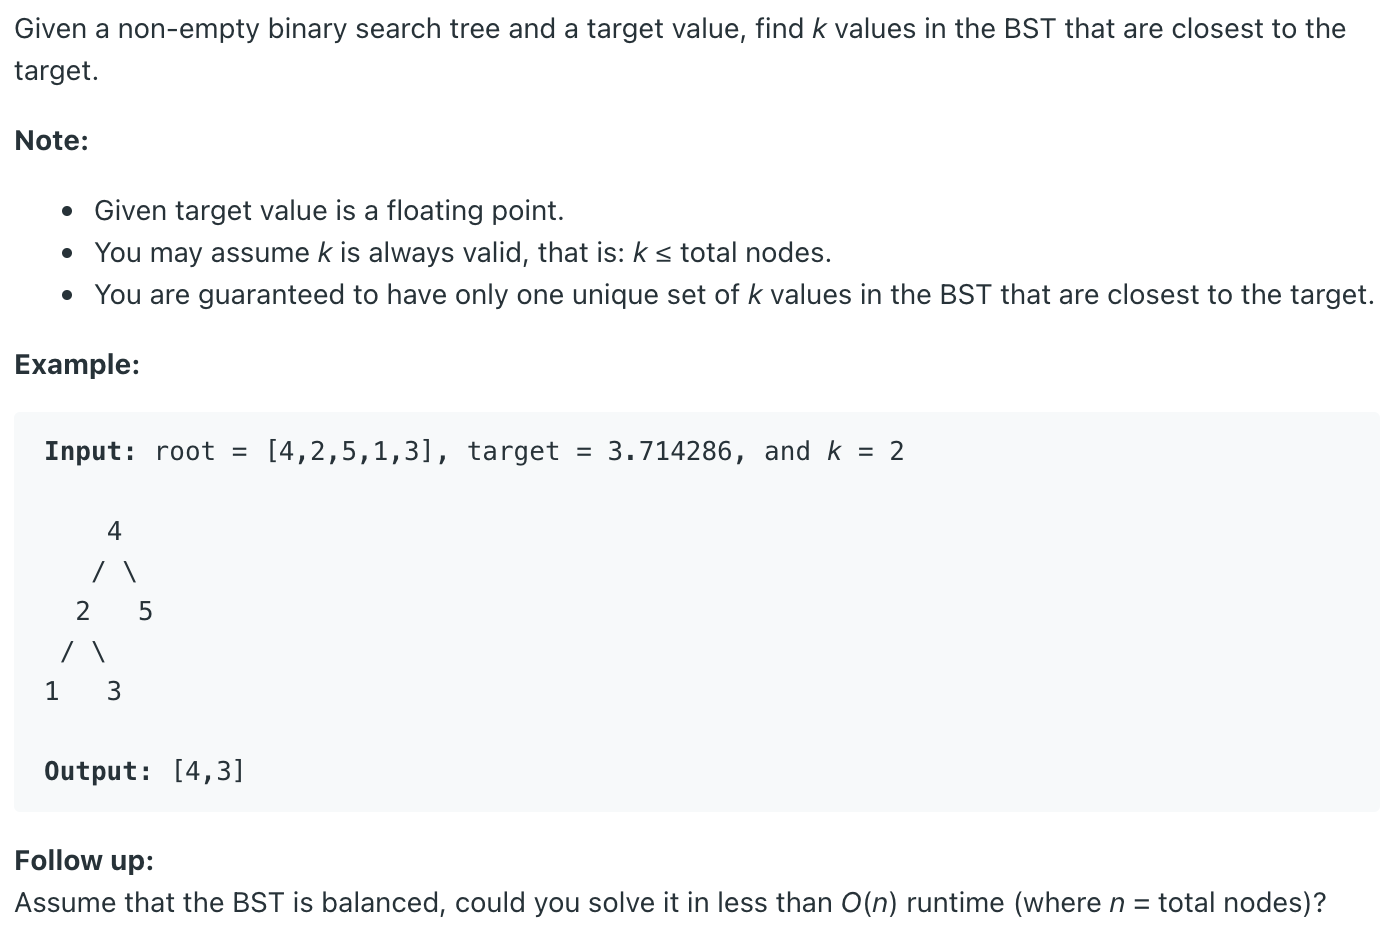 Given a non-empty binary search tree and a target value, find k values in the BST that are closest to the
target.
Note:
• Given target value is a floating point.
• You may assume k is always valid, that is: k ≤ total nodes.
• You are guaranteed to have only one unique set of k values in the BST that are closest to the target.
Example:
Input: root = [4,2,5,1,3], target = 3.714286, and k = 2
    4
   / \
  2   5
 / \
1   3
Output: [4,3]
Follow up:
Assume that the BST is balanced, could you solve it in less than O(n) runtime (where n = total nodes)?